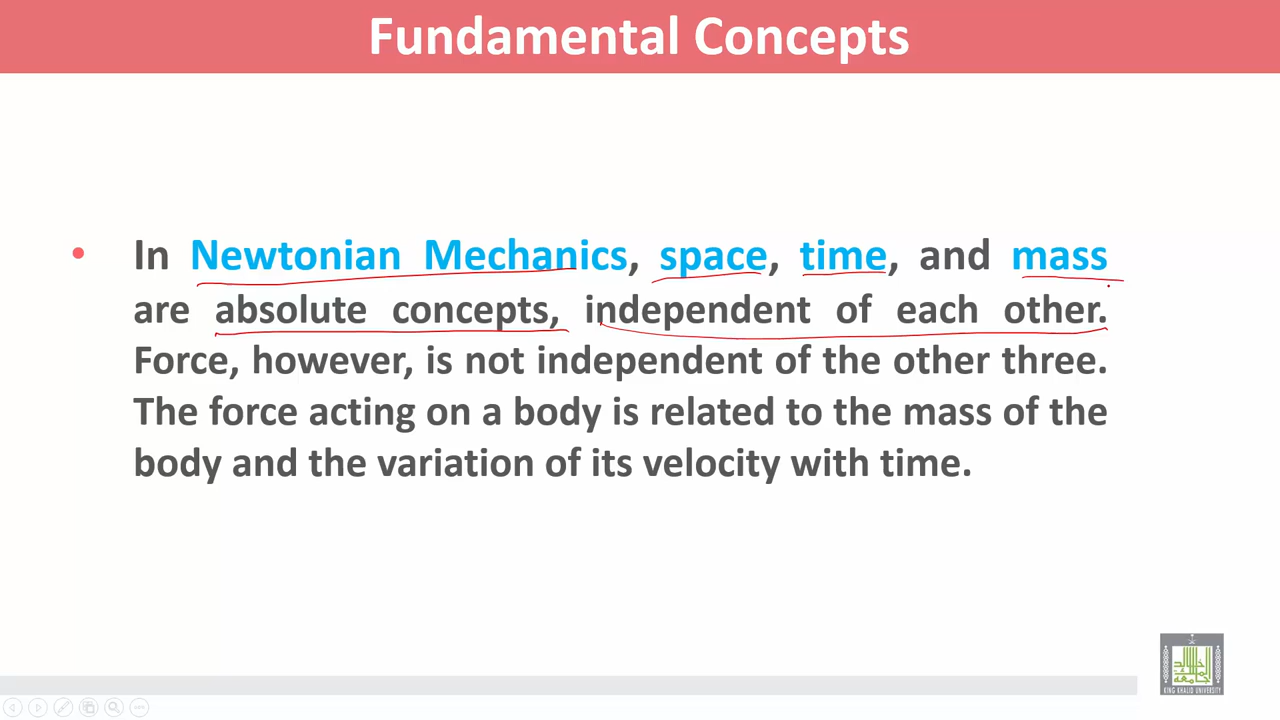 Fundamental Concepts
• In Newtonian Mechanics, space, time, and mass
are absolute concepts, independent of each other.
Force, however, is not independent of the other three.
The force acting on a body is related to the mass of the
body and the variation of its velocity with time.
KING KHALID UNIVERSITY